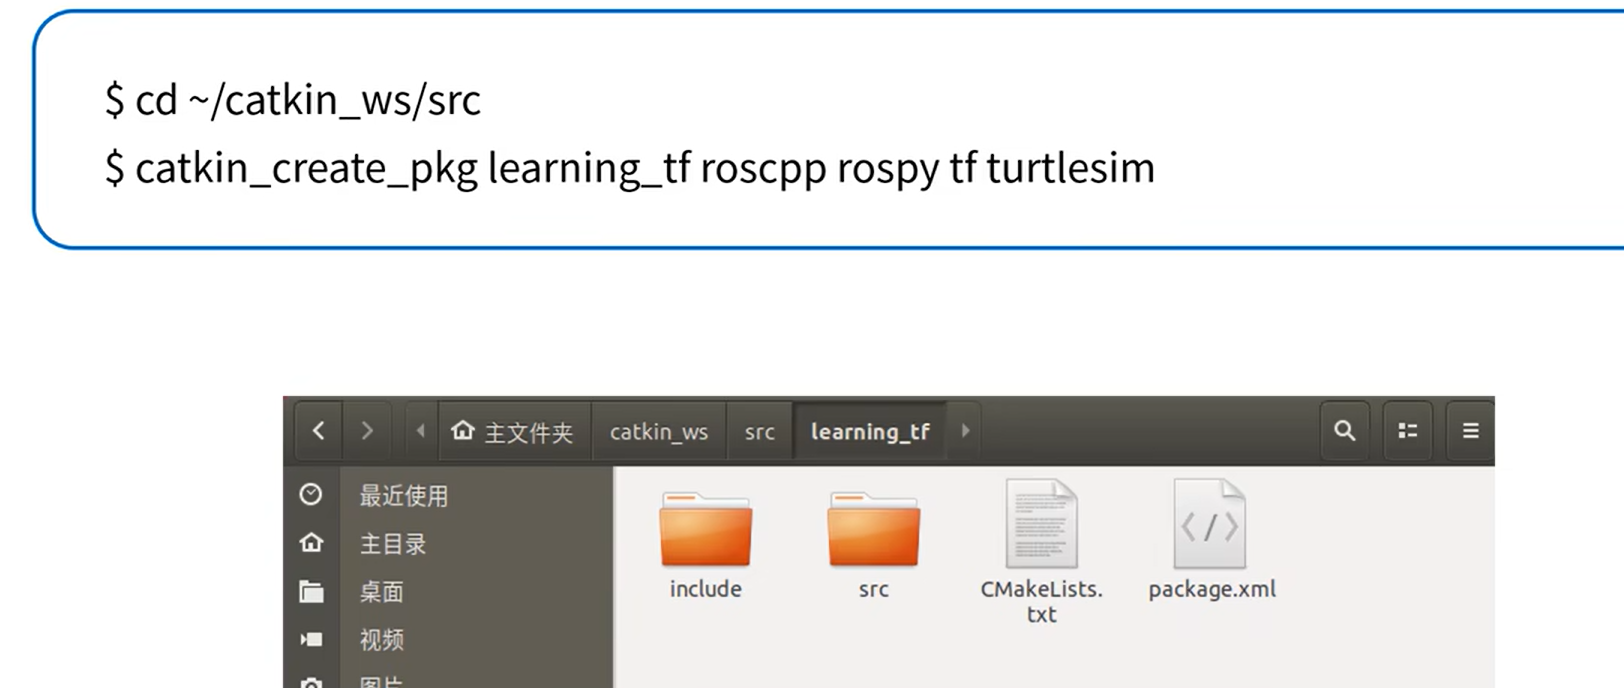 $ cd ~/catkin_ws/src
$ catkin_create_pkg learning_tf roscpp rospy tf turtlesim
主文件夹 catkin_ws src learning_tf
最近使用
主目录
桌面
视频
图片
include src CMakeLists.txt package.xml